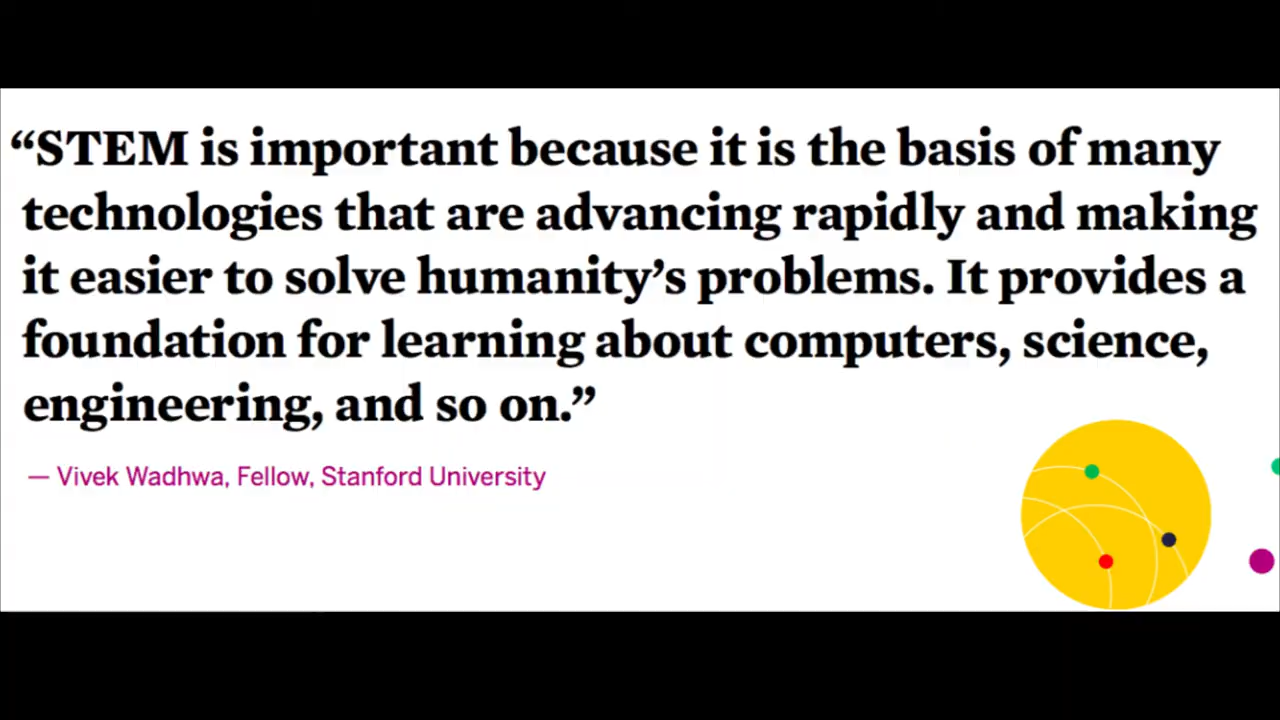 “STEM is important because it is the basis of many
technologies that are advancing rapidly and making
it easier to solve humanity’s problems. It provides a
foundation for learning about computers, science,
engineering, and so on.”
— Vivek Wadhwa, Fellow, Stanford University